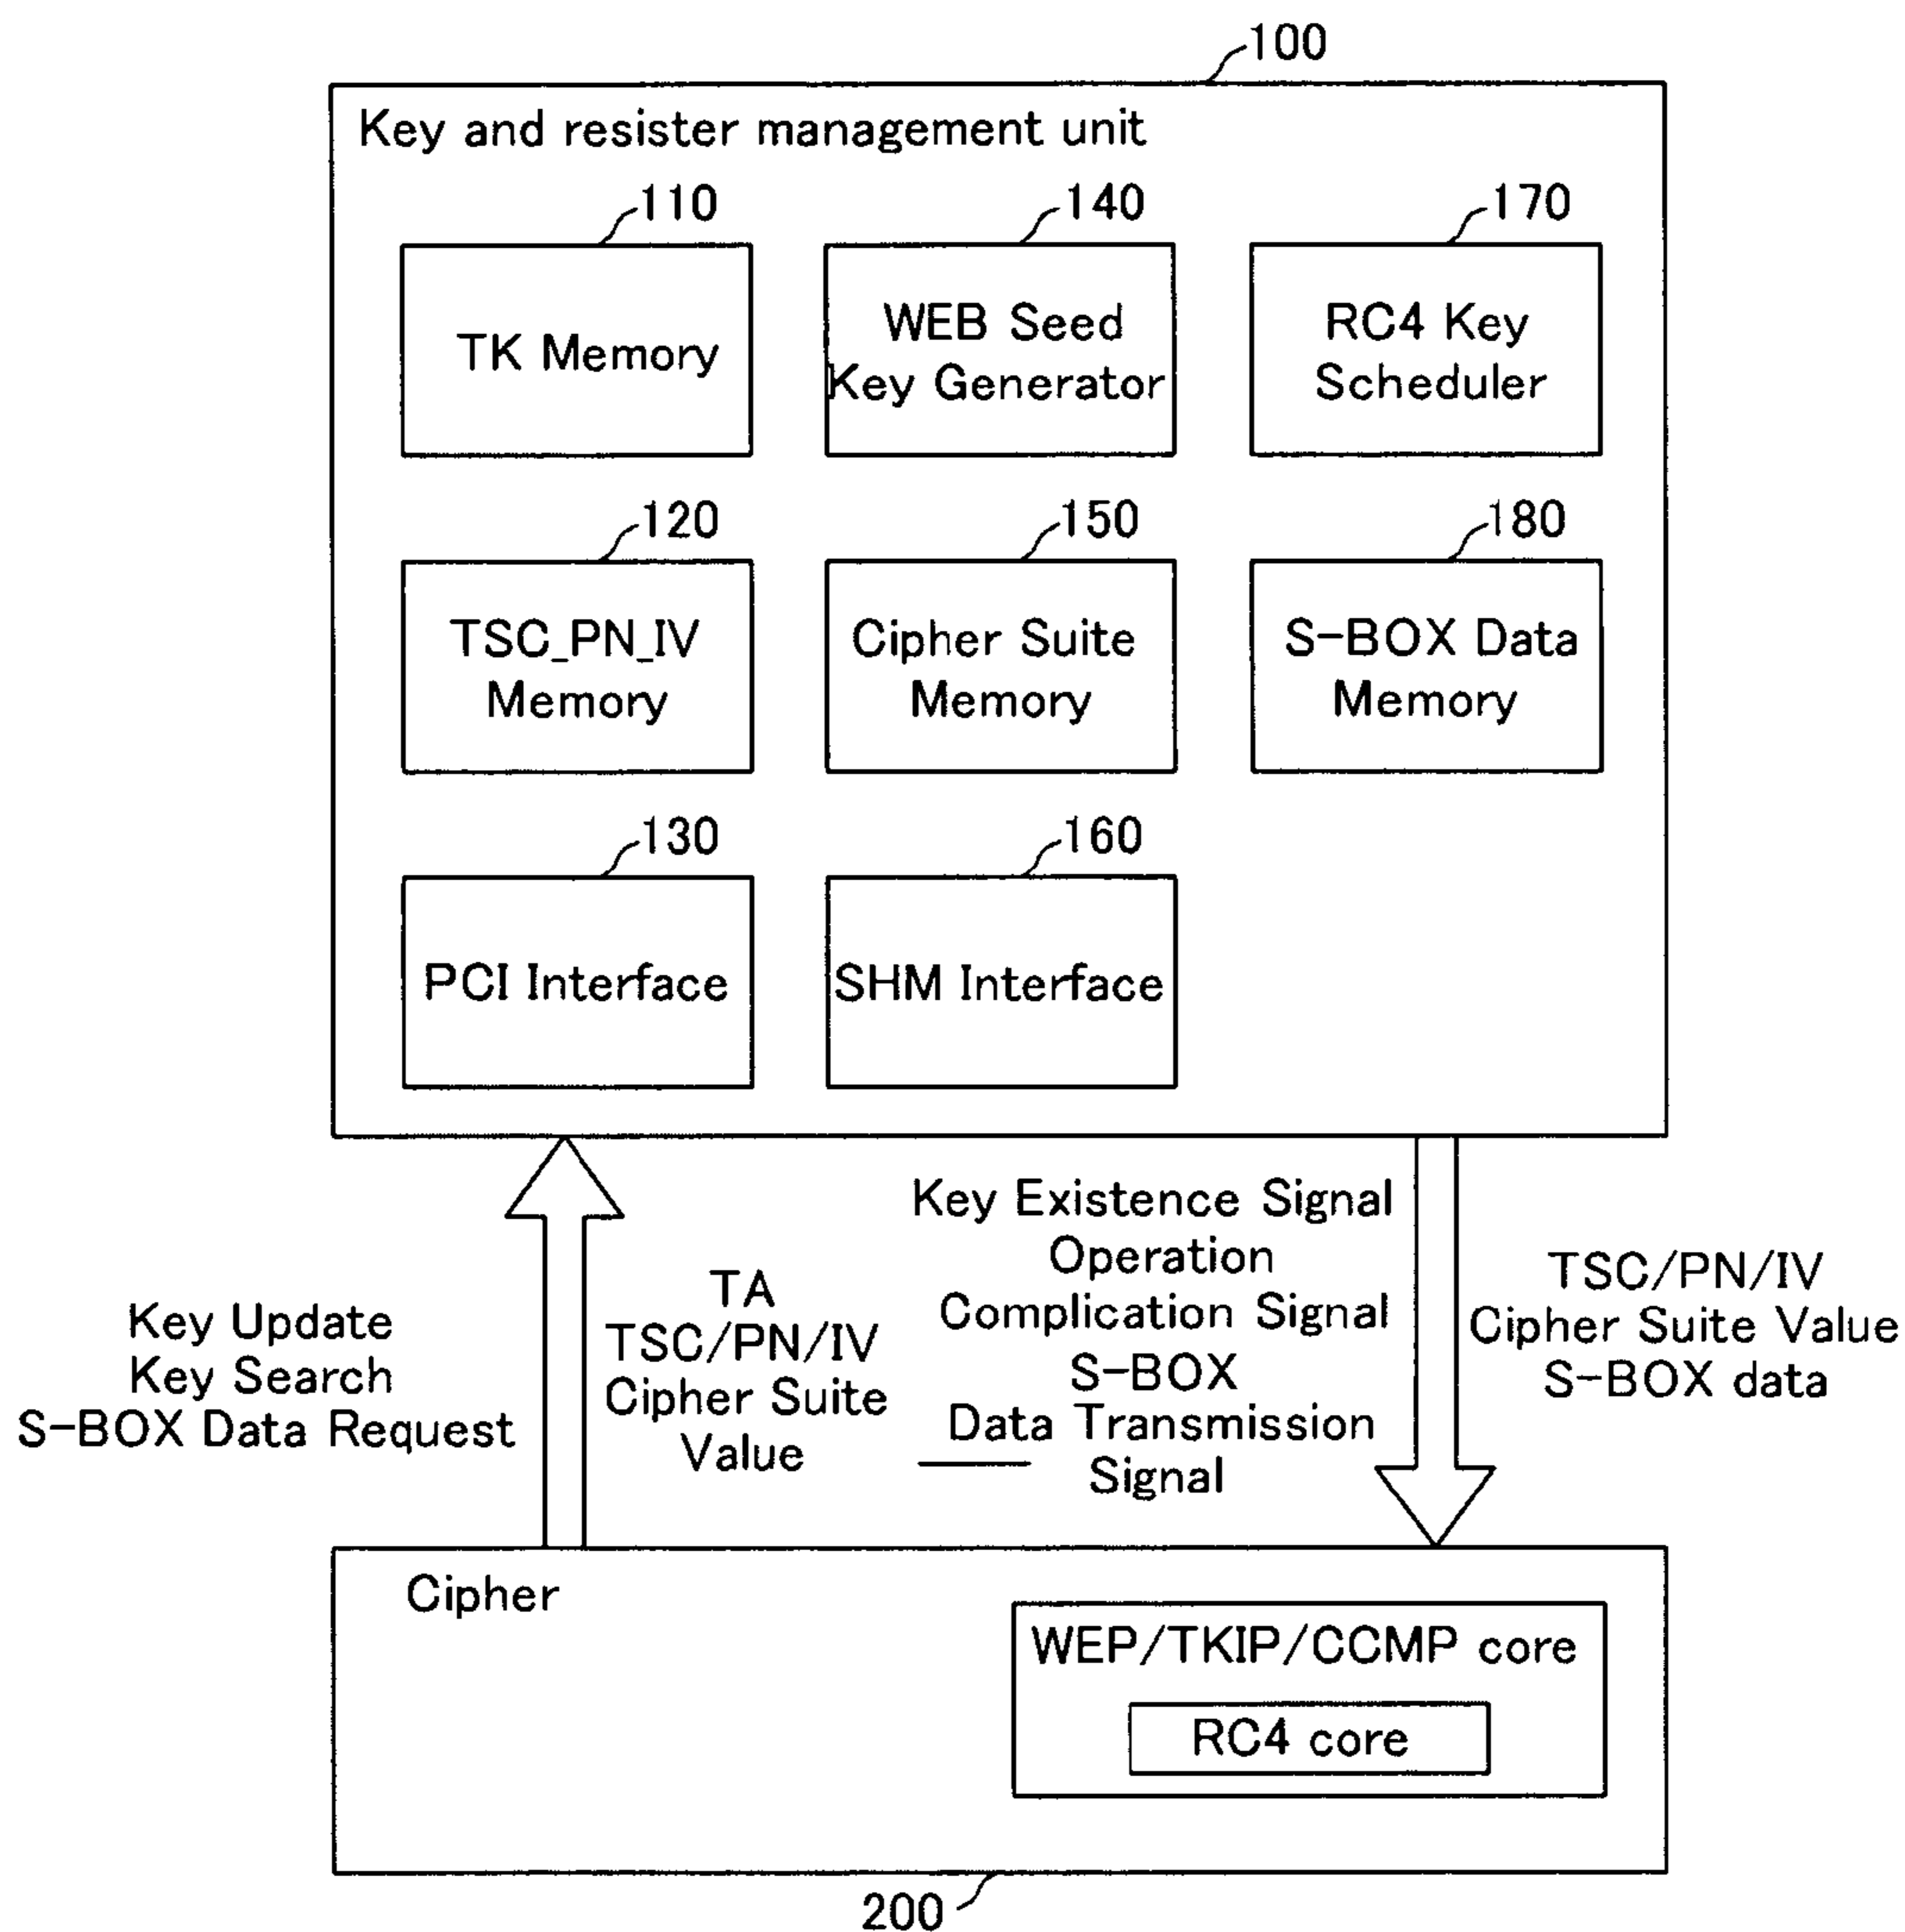 100
Key and resister management unit
110
140
170
TK Memory
WEB Seed
Key Generator
RC4 Key
Scheduler
120
150
180
TSC_PN_IV
Memory
Cipher Suite
Memory
S-BOX Data
Memory
130
160
PCI Interface
SHM Interface
Key Update
Key Search
S-BOX Data Request
TA
TSC/PN/IV
Cipher Suite
Value
Key Existence Signal
Operation
Complication Signal
S-BOX
Data Transmission
Signal
TSC/PN/IV
Cipher Suite Value
S-BOX data
Cipher
WEP/TKIP/CCMP core
RC4 core
200